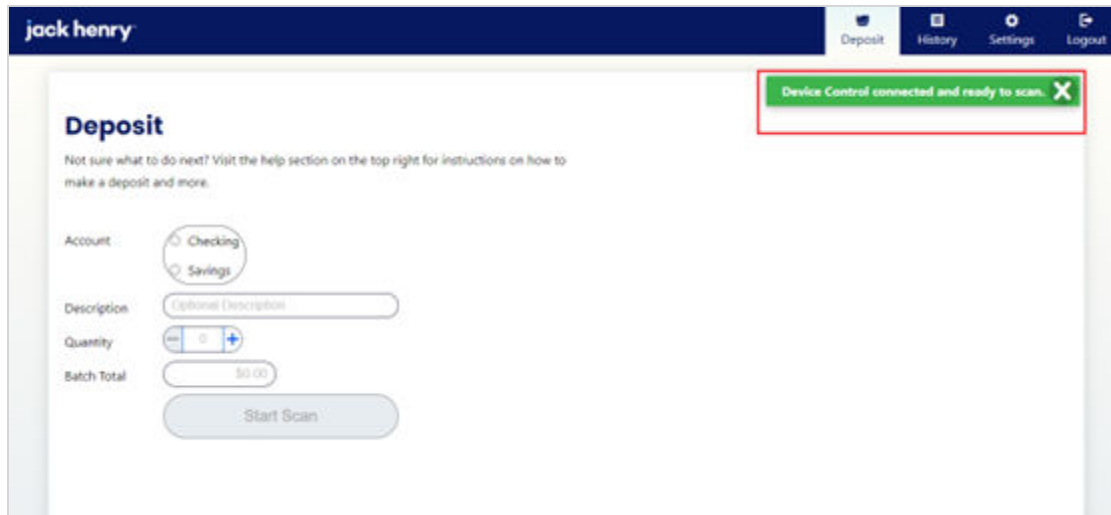 jack henry
Deposit
History
Settings
Logout
Device Control connected and ready to scan.
Deposit
Not sure what to do next? Visit the help section on the top right for instructions on how to
make a deposit and more.
Account
Checking
Savings
Description
Optional Description
Quantity
0
Batch Total
$0.00
Start Scan